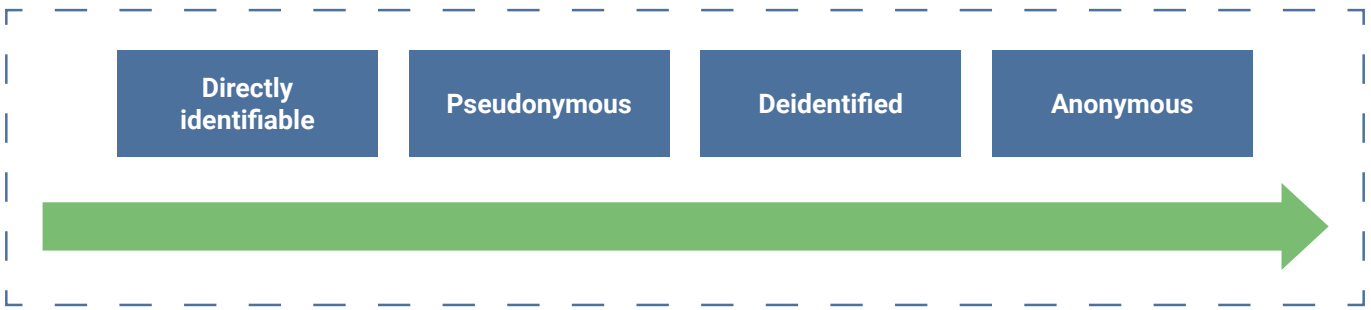 Directly
identifiable
Pseudonymous
Deidentified
Anonymous